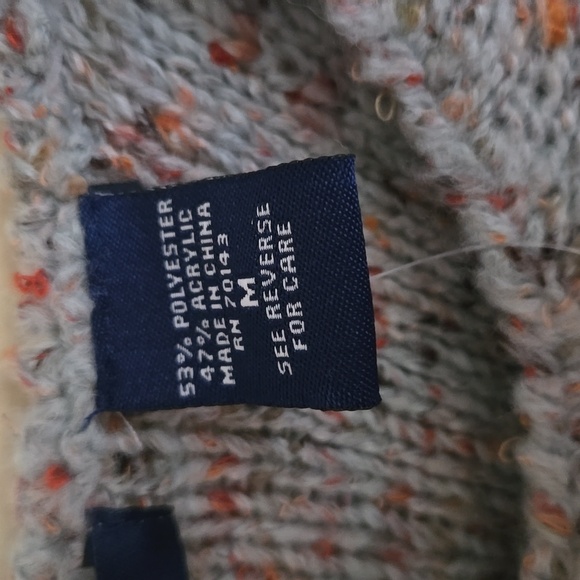 53% POLYESTER
47% ACRYLIC
MADE IN CHINA
RN 70143
M
SEE REVERSE
FOR CARE